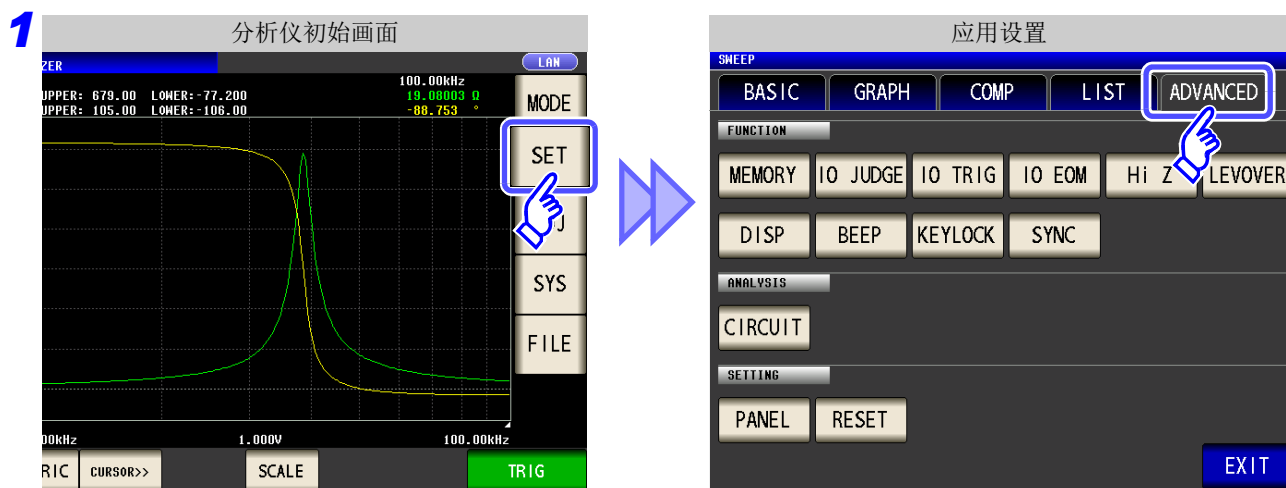 1
分析仪初始画面
ZER
LAN
100.00kHz
UPPER: 679.00 LOWER:-77.200
19.08003 Ω
UPPER: 105.00 LOWER:-106.00
-88.753 °
MODE
SET
SYS
FILE
00kHz
1.000V
100.00kHz
RIC
CURSOR>>
SCALE
TRIG
应用设置
SWEEP
BASIC
GRAPH
COMP
LIST
ADVANCED
FUNCTION
MEMORY
IO JUDGE
IO TRIG
IO EOM
Hi Z
LEVOVER
DISP
BEEP
KEYLOCK
SYNC
ANALYSIS
CIRCUIT
SETTING
PANEL
RESET
EXIT